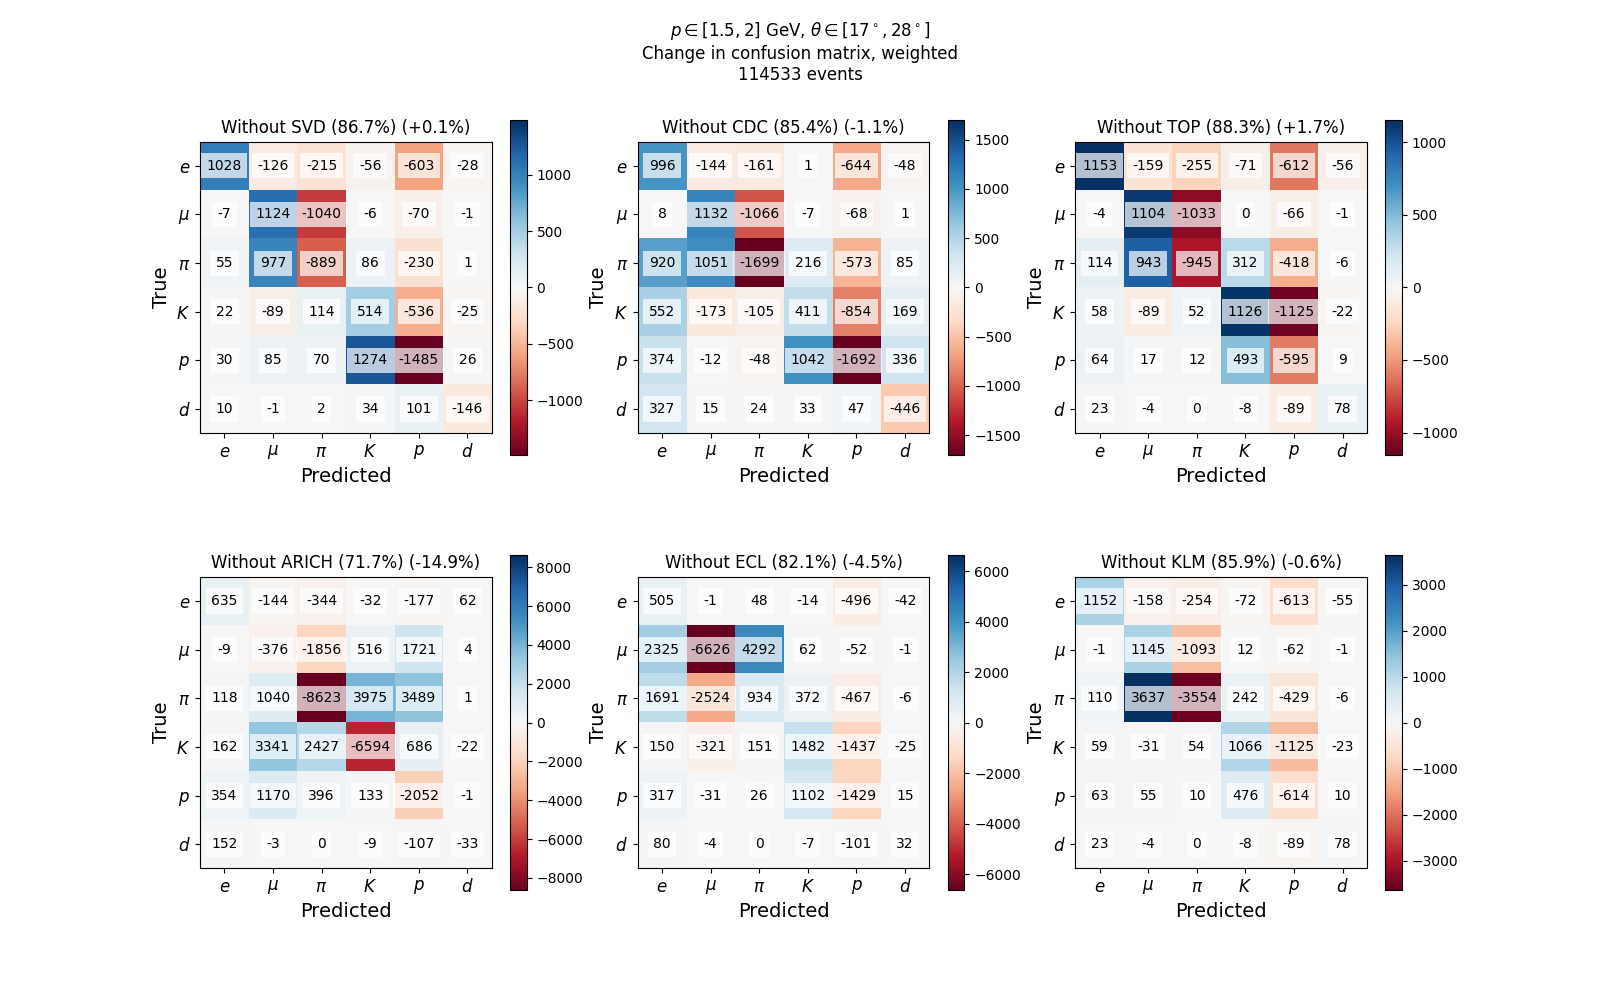 p ∈ [1.5, 2] GeV, θ ∈ [17°, 28°]
Change in confusion matrix, weighted
114533 events
Without SVD (86.7%) (+0.1%)
e 1028 -126 -215 -56 -603 -28
μ -7 1124 -1040 -6 -70 -1
π 55 977 -889 86 -230 1
K 22 -89 114 514 -536 -25
p 30 85 70 1274 -1485 26
d 10 -1 2 34 101 -146
e μ π K p d
Predicted
True
1000
500
0
−500
−1000
Without CDC (85.4%) (-1.1%)
996 -144 -161 1 -644 -48
8 1132 -1066 -7 -68 1
920 1051 -1699 216 -573 85
552 -173 -105 411 -854 169
374 -12 -48 1042 -1692 336
327 15 24 33 47 -446
e μ π K p d
Predicted
True
1500
1000
500
0
−500
−1000
−1500
Without TOP (88.3%) (+1.7%)
e 1153 -159 -255 -71 -612 -56
μ -4 1104 -1033 0 -66 -1
π 114 943 -945 312 -418 -6
K 58 -89 52 1126 -1125 -22
p 64 17 12 493 -595 9
d 23 -4 0 -8 -89 78
e μ π K p d
Predicted
True
1000
500
0
−500
−1000
Without ARICH (71.7%) (-14.9%)
e 635 -144 -344 -32 -177 62
μ -9 -376 -1856 516 1721 4
π 118 1040 -8623 3975 3489 1
K 162 3341 2427 -6594 686 -22
p 354 1170 396 133 -2052 -1
d 152 -3 0 -9 -107 -33
e μ π K p d
Predicted
True
8000
6000
4000
2000
0
−2000
−4000
−6000
−8000
Without ECL (82.1%) (-4.5%)
e 505 -1 48 -14 -496 -42
μ 2325 -6626 4292 62 -52 -1
π 1691 -2524 934 372 -467 -6
K 150 -321 151 1482 -1437 -25
p 317 -31 26 1102 -1429 15
d 80 -4 0 -7 -101 32
e μ π K p d
Predicted
True
6000
4000
2000
0
−2000
−4000
−6000
Without KLM (85.9%) (-0.6%)
e 1152 -158 -254 -72 -613 -55
μ -1 1145 -1093 12 -62 -1
π 110 3637 -3554 242 -429 -6
K 59 -31 54 1066 -1125 -23
p 63 55 10 476 -614 10
d 23 -4 0 -8 -89 78
e μ π K p d
Predicted
True
3000
2000
1000
0
−1000
−2000
−3000